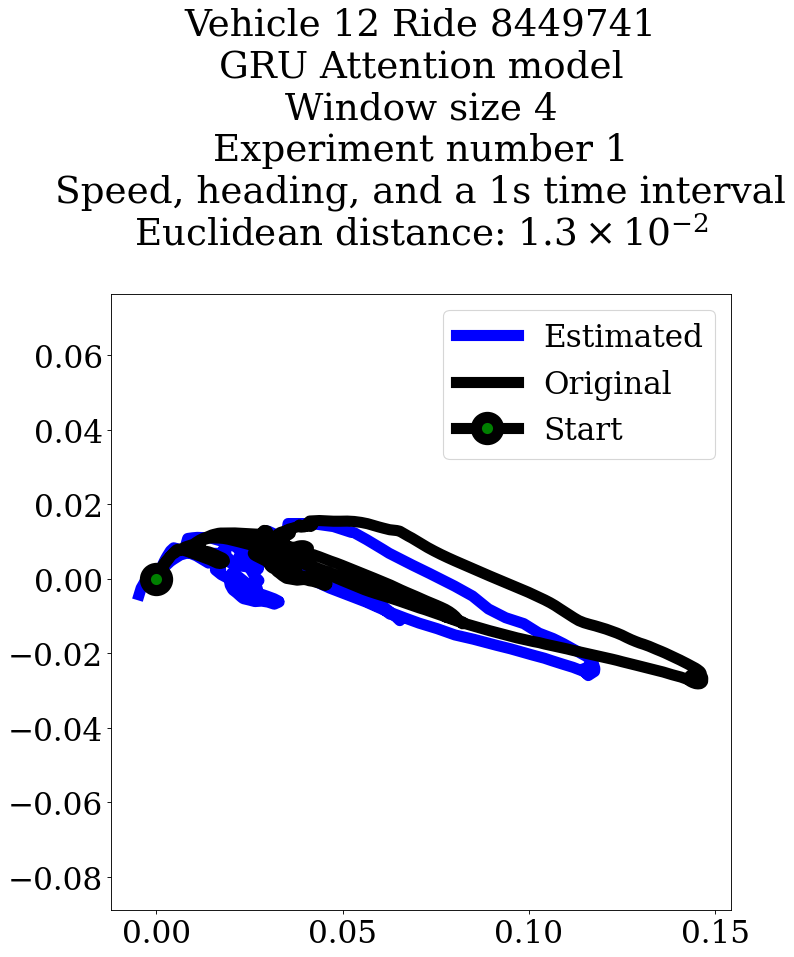 Vehicle 12 Ride 8449741
GRU Attention model
Window size 4
Experiment number 1
Speed, heading, and a 1s time interval
Euclidean distance: 1.3 × 10⁻²
Estimated
Original
Start
0.06
0.04
0.02
0.00
−0.02
−0.04
−0.06
−0.08
0.00 0.05 0.10 0.15